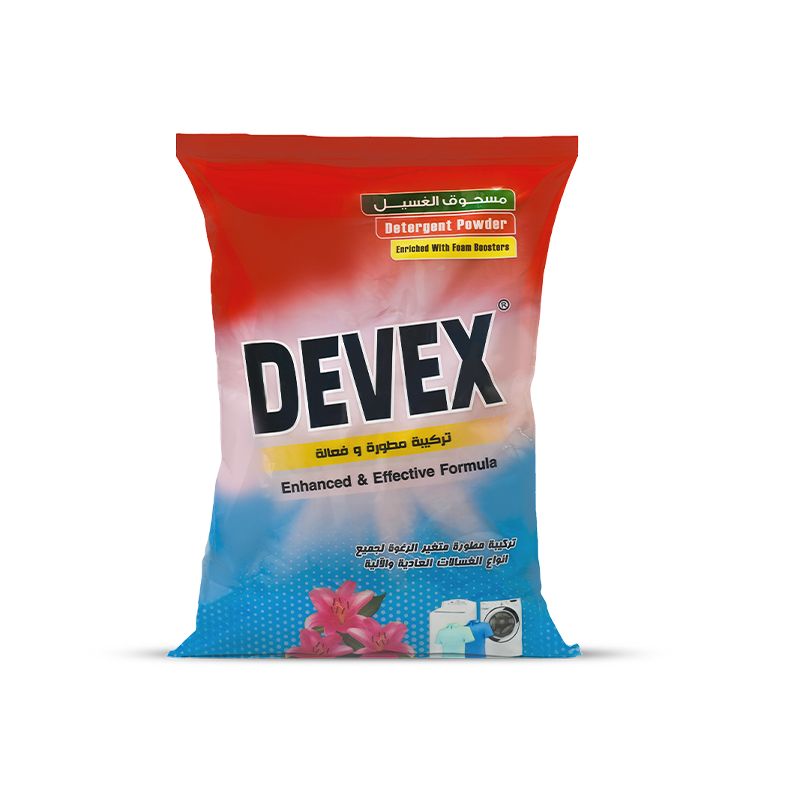 مسحوق الغسيل
Detergent Powder
Enriched With Foam Boosters
DEVEX®
تركيبة مطورة و فعالة
Enhanced & Effective Formula
تركيبة مطورة متغير الرغوة لجميع
انواع الغسالات العادية والآلية